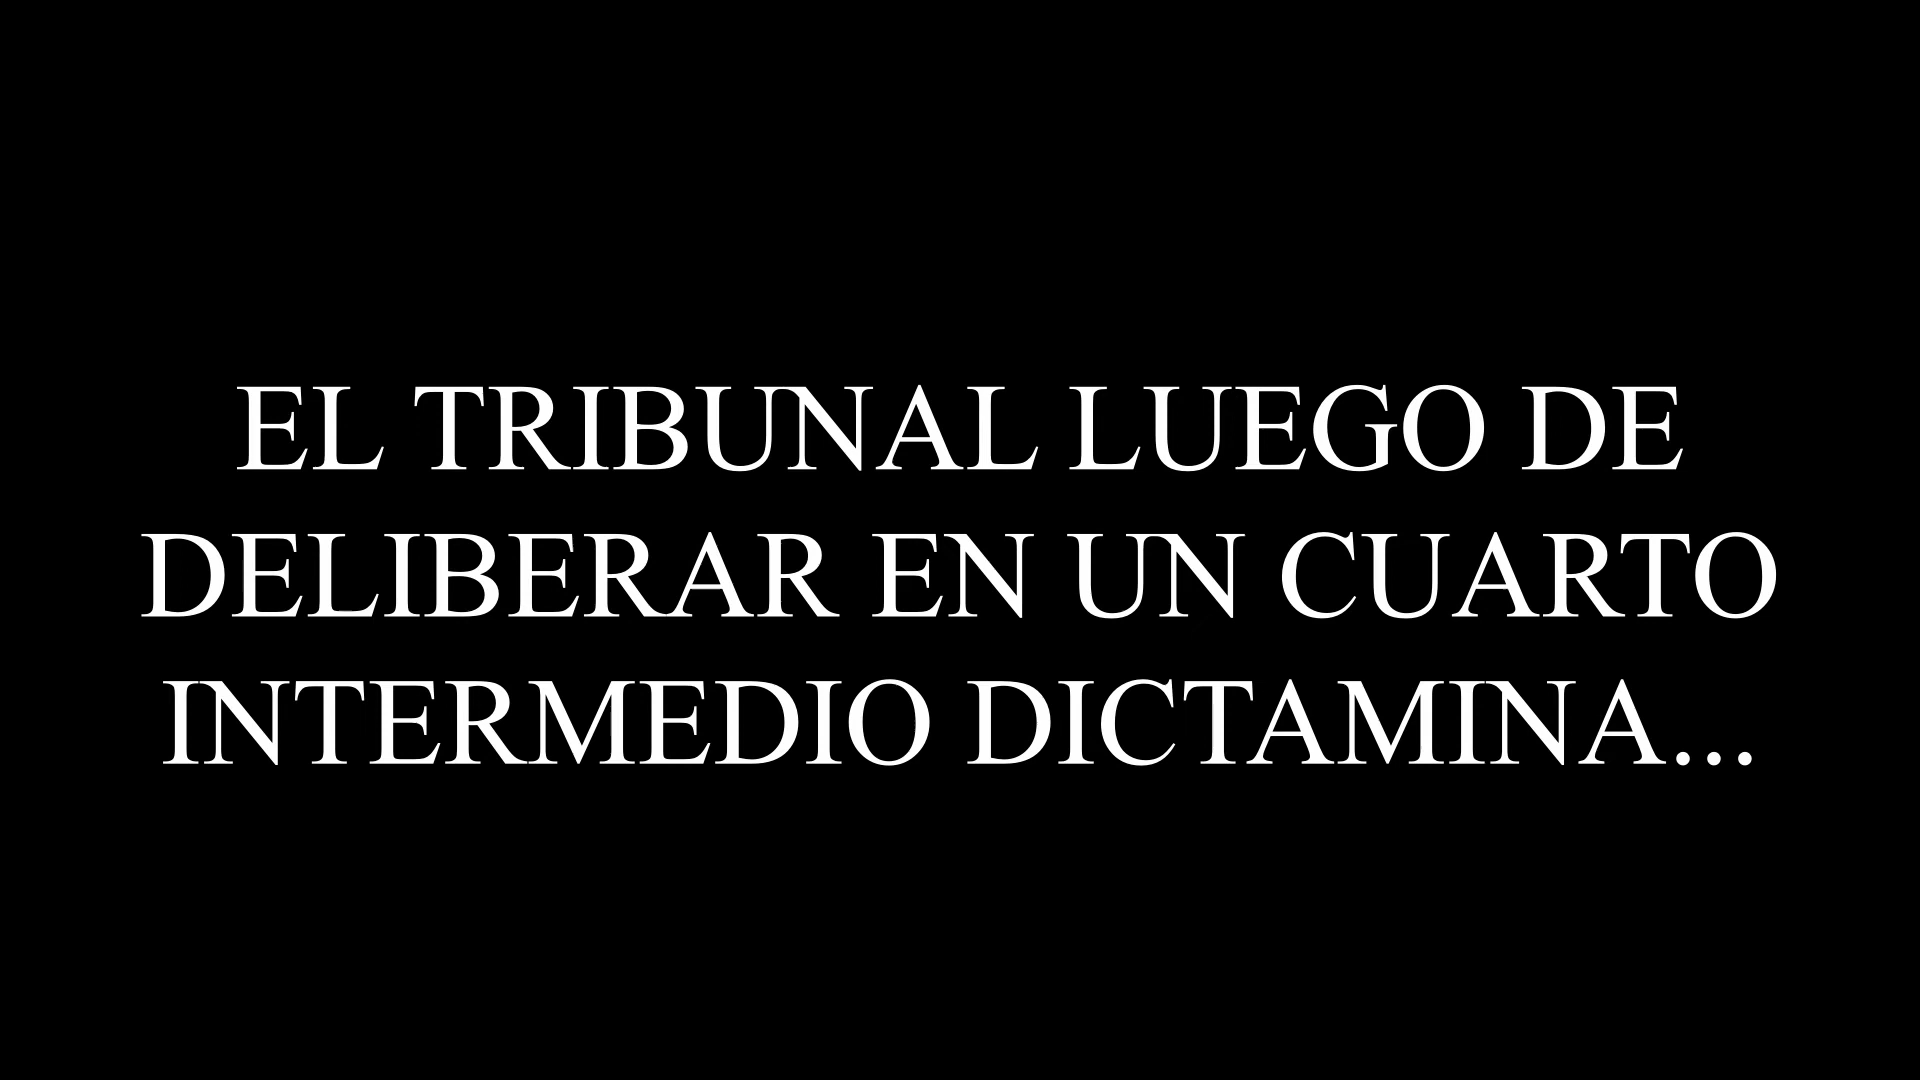 EL TRIBUNAL LUEGO DE
DELIBERAR EN UN CUARTO
INTERMEDIO DICTAMINA...